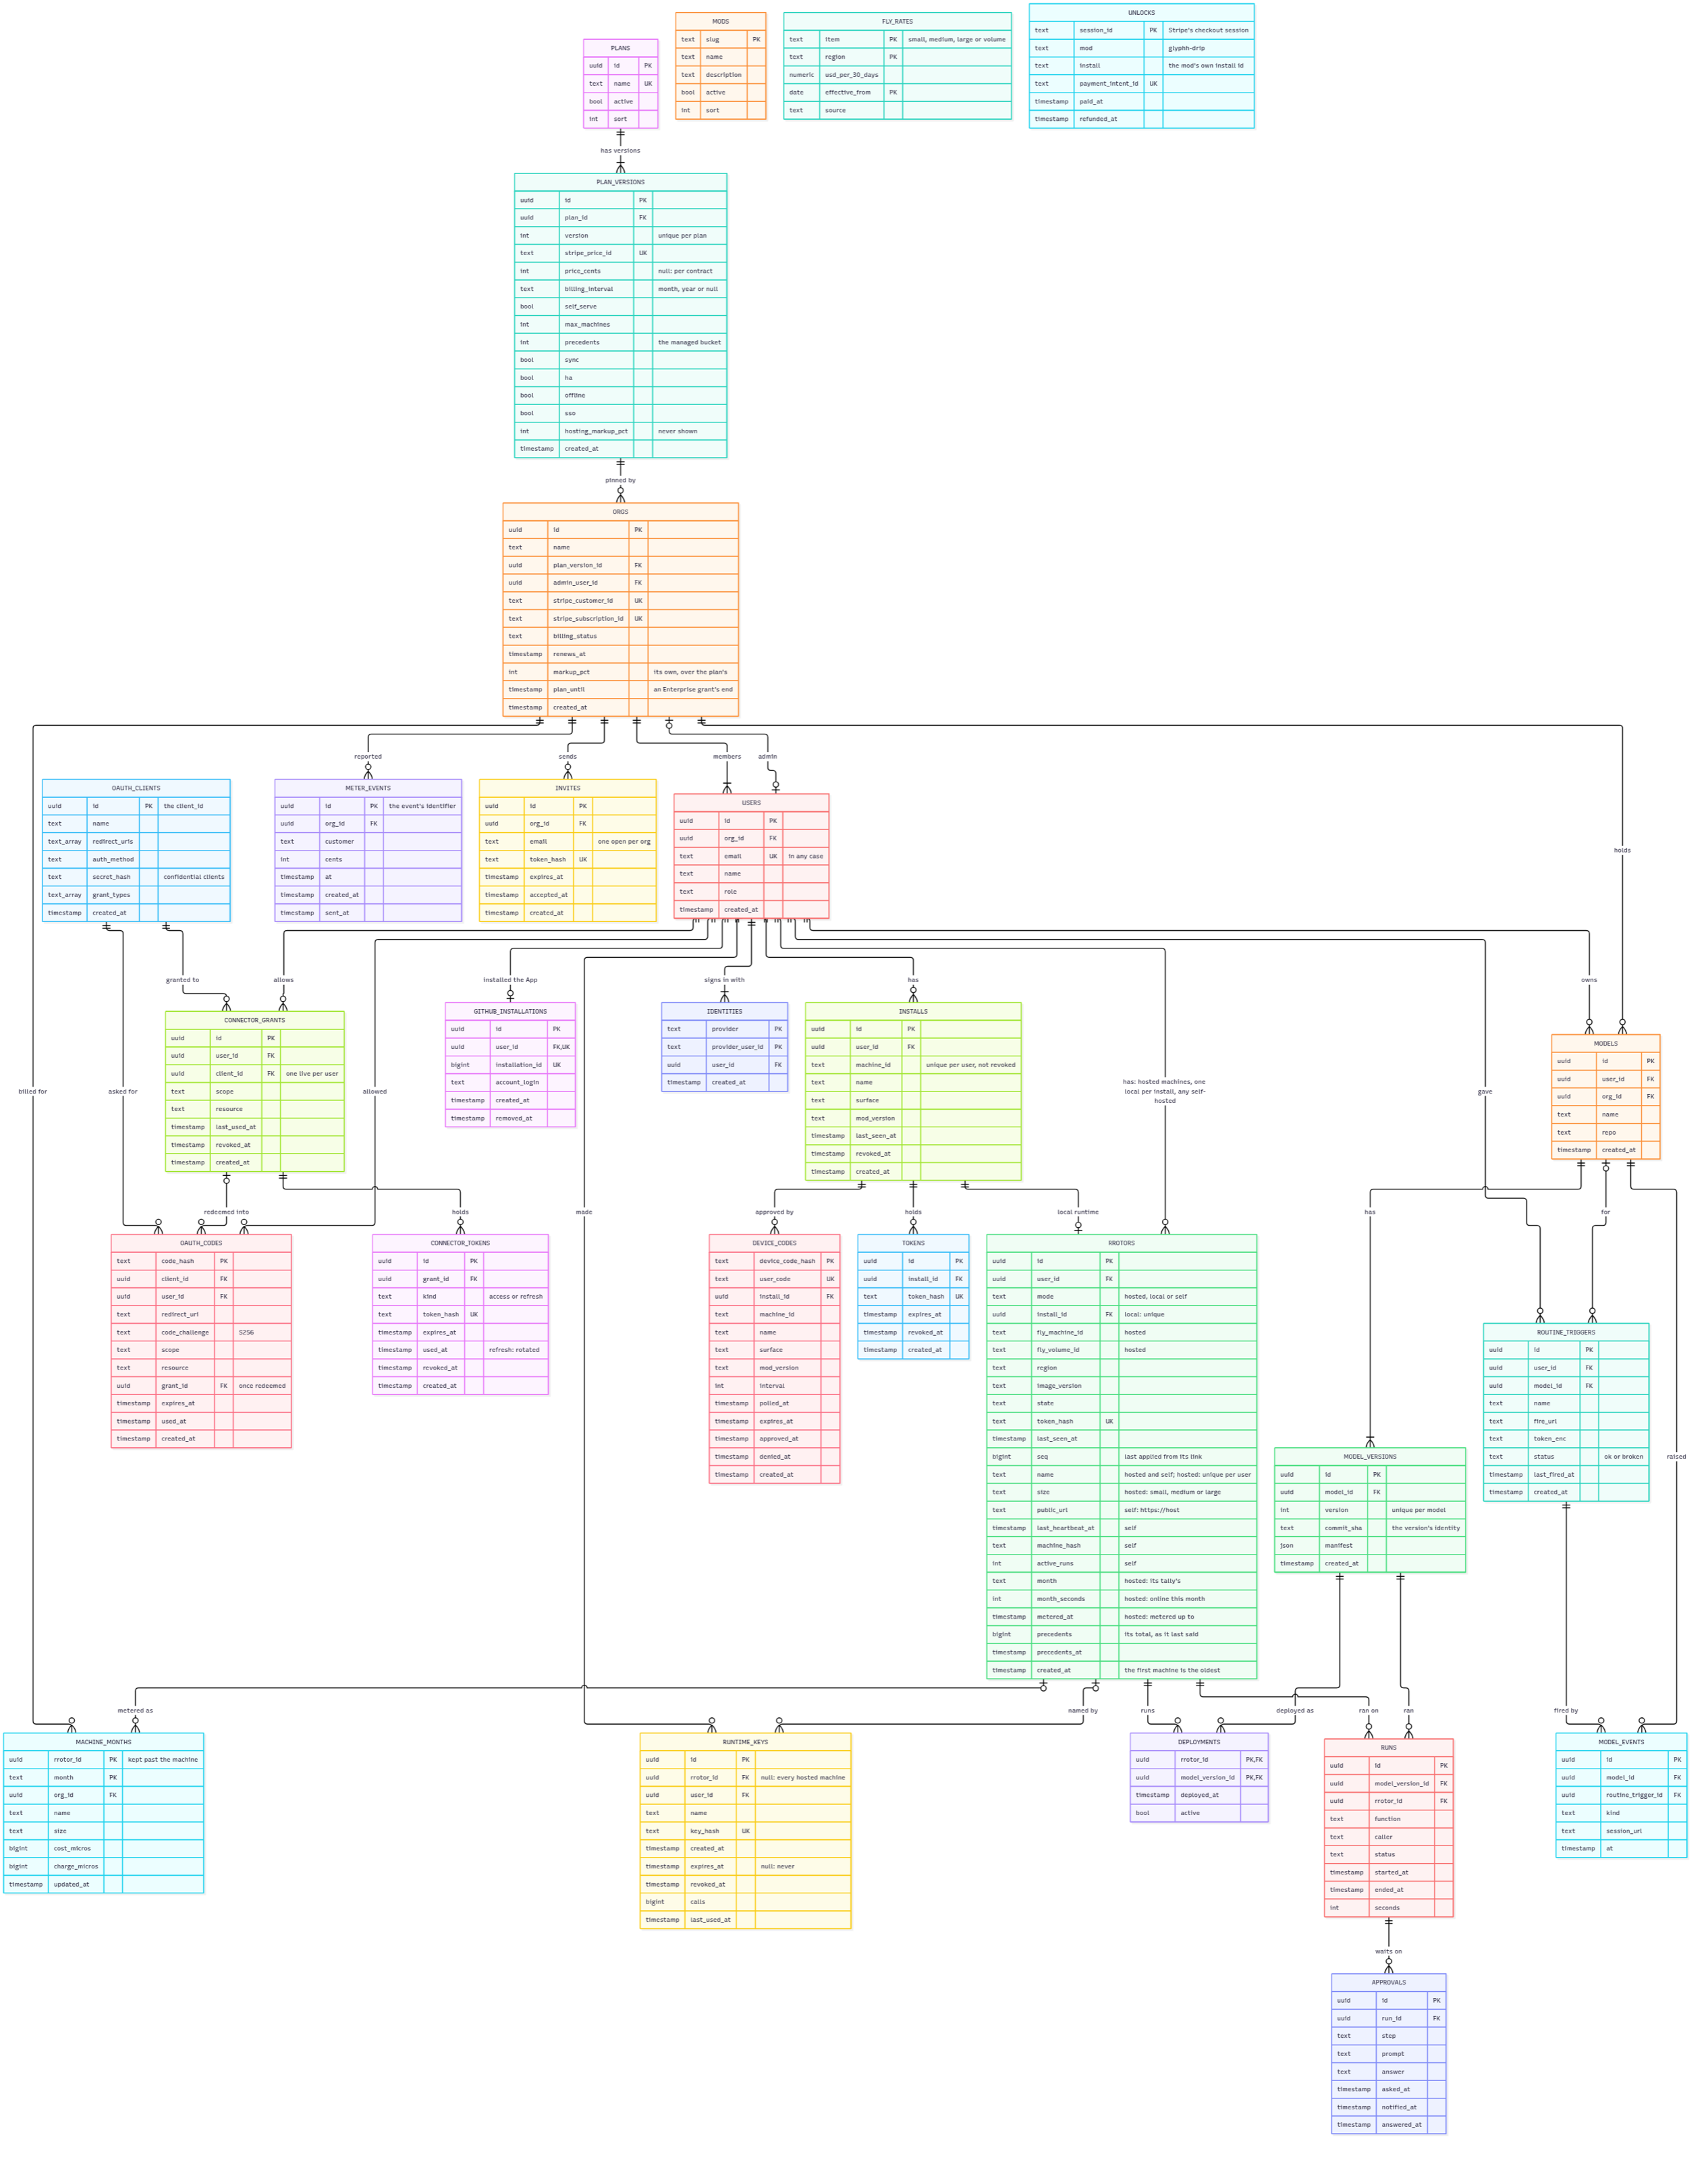 MODS
text slug PK
text name
text description
bool active
int sort
FLY_RATES
text item PK small, medium, large or volume
text region PK
numeric usd_per_30_days
date effective_from PK
text source
UNLOCKS
text session_id PK Stripe's checkout session
text mod glyphh-drip
text install the mod's own install id
text payment_intent_id UK
timestamp paid_at
timestamp refunded_at
PLANS
uuid id PK
text name UK
bool active
int sort
has versions
PLAN_VERSIONS
uuid id PK
uuid plan_id FK
int version unique per plan
text stripe_price_id UK
int price_cents null: per contract
text billing_interval month, year or null
bool self_serve
int max_machines
int precedents the managed bucket
bool sync
bool ha
bool offline
bool sso
int hosting_markup_pct never shown
timestamp created_at
pinned by
ORGS
uuid id PK
text name
uuid plan_version_id FK
uuid admin_user_id FK
text stripe_customer_id UK
text stripe_subscription_id UK
text billing_status
timestamp renews_at
int markup_pct its own, over the plan's
timestamp plan_until an Enterprise grant's end
timestamp created_at
reported
sends
members
admin
holds
OAUTH_CLIENTS
uuid id PK the client_id
text name
text_array redirect_uris
text auth_method
text secret_hash confidential clients
text_array grant_types
timestamp created_at
METER_EVENTS
uuid id PK the event's identifier
uuid org_id FK
text customer
int cents
timestamp at
timestamp created_at
timestamp sent_at
INVITES
uuid id PK
uuid org_id FK
text email one open per org
text token_hash UK
timestamp expires_at
timestamp accepted_at
timestamp created_at
USERS
uuid id PK
uuid org_id FK
text email UK in any case
text name
text role
timestamp created_at
granted to
allows
installed the App
signs in with
has
owns
billed for
asked for
allowed
has: hosted machines, one
local per install, any self-
hosted
gave
CONNECTOR_GRANTS
uuid id PK
uuid user_id FK
uuid client_id FK one live per user
text scope
text resource
timestamp last_used_at
timestamp revoked_at
timestamp created_at
GITHUB_INSTALLATIONS
uuid id PK
uuid user_id FK,UK
bigint installation_id UK
text account_login
timestamp created_at
timestamp removed_at
IDENTITIES
text provider PK
text provider_user_id PK
uuid user_id FK
timestamp created_at
INSTALLS
uuid id PK
uuid user_id FK
text machine_id unique per user, not revoked
text name
text surface
text mod_version
timestamp last_seen_at
timestamp revoked_at
timestamp created_at
MODELS
uuid id PK
uuid user_id FK
uuid org_id FK
text name
text repo
timestamp created_at
redeemed into
holds
made
approved by
holds
local runtime
has
for
raised
OAUTH_CODES
text code_hash PK
uuid client_id FK
uuid user_id FK
text redirect_uri
text code_challenge S256
text scope
text resource
uuid grant_id FK once redeemed
timestamp expires_at
timestamp used_at
timestamp created_at
CONNECTOR_TOKENS
uuid id PK
uuid grant_id FK
text kind access or refresh
text token_hash UK
timestamp expires_at
timestamp used_at refresh: rotated
timestamp revoked_at
timestamp created_at
DEVICE_CODES
text device_code_hash PK
text user_code UK
uuid install_id FK
text machine_id
text name
text surface
text mod_version
int interval
timestamp polled_at
timestamp expires_at
timestamp approved_at
timestamp denied_at
timestamp created_at
TOKENS
uuid id PK
uuid install_id FK
text token_hash UK
timestamp expires_at
timestamp revoked_at
timestamp created_at
RROTORS
uuid id PK
uuid user_id FK
text mode hosted, local or self
uuid install_id FK local: unique
text fly_machine_id hosted
text fly_volume_id hosted
text region
text image_version
text state
text token_hash UK
timestamp last_seen_at
bigint seq last applied from its link
text name hosted and self; hosted: unique per user
text size hosted: small, medium or large
text public_url self: https://host
timestamp last_heartbeat_at self
text machine_hash self
int active_runs self
text month hosted: its tally's
int month_seconds hosted: online this month
timestamp metered_at hosted: metered up to
bigint precedents its total, as it last said
timestamp precedents_at
timestamp created_at the first machine is the oldest
ROUTINE_TRIGGERS
uuid id PK
uuid user_id FK
uuid model_id FK
text name
text fire_url
text token_enc
text status ok or broken
timestamp last_fired_at
timestamp created_at
MODEL_VERSIONS
uuid id PK
uuid model_id FK
int version unique per model
text commit_sha the version's identity
json manifest
timestamp created_at
metered as
named by
runs
deployed as
ran on
ran
fired by
MACHINE_MONTHS
uuid rrotor_id PK kept past the machine
text month PK
uuid org_id FK
text name
text size
bigint cost_micros
bigint charge_micros
timestamp updated_at
RUNTIME_KEYS
uuid id PK
uuid rrotor_id FK null: every hosted machine
uuid user_id FK
text name
text key_hash UK
timestamp created_at
timestamp expires_at null: never
timestamp revoked_at
bigint calls
timestamp last_used_at
DEPLOYMENTS
uuid rrotor_id PK,FK
uuid model_version_id PK,FK
timestamp deployed_at
bool active
RUNS
uuid id PK
uuid model_version_id FK
uuid rrotor_id FK
text function
text caller
text status
timestamp started_at
timestamp ended_at
int seconds
MODEL_EVENTS
uuid id PK
uuid model_id FK
uuid routine_trigger_id FK
text kind
text session_url
timestamp at
waits on
APPROVALS
uuid id PK
uuid run_id FK
text step
text prompt
text answer
timestamp asked_at
timestamp notified_at
timestamp answered_at